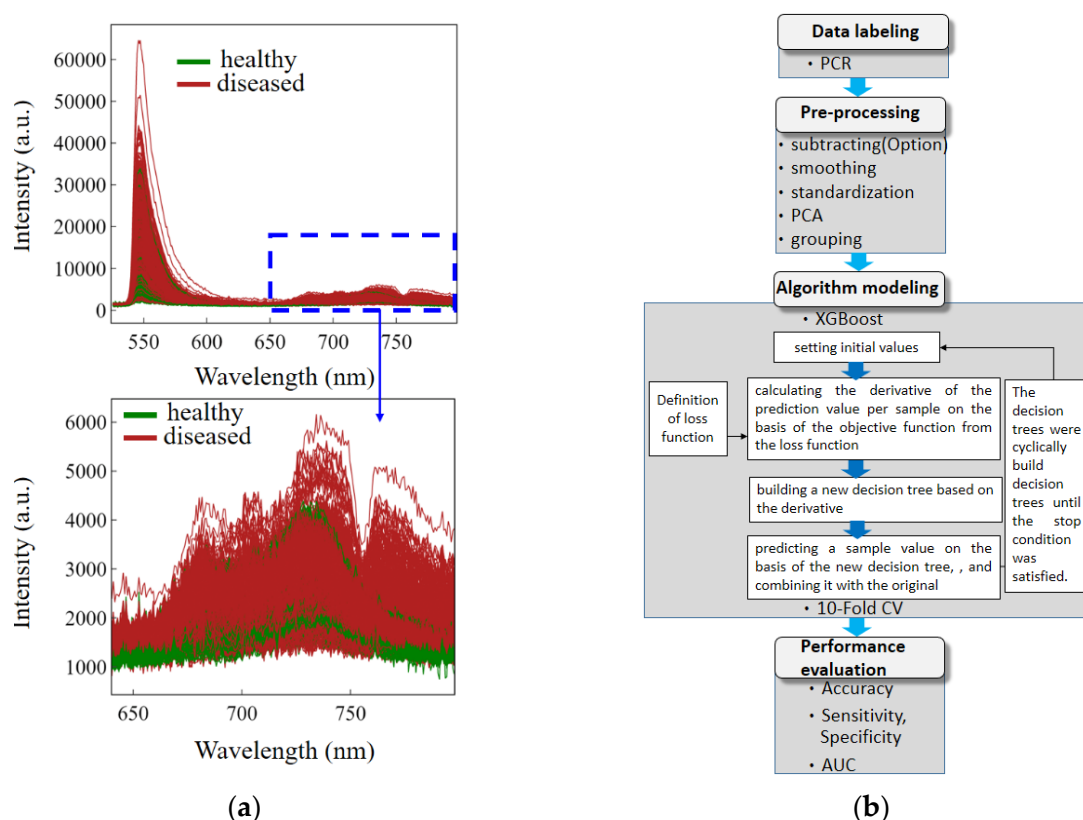 healthy
diseased
60000
50000
40000
30000
20000
10000
0
Intensity (a.u.)
550
600
650
700
750
Wavelength (nm)
healthy
diseased
6000
5000
4000
3000
2000
1000
Intensity (a.u.)
650
700
750
Wavelength (nm)
(a)
Data labeling
• PCR
Pre-processing
• subtracting(Option)
• smoothing
• standardization
• PCA
• grouping
Algorithm modeling
• XGBoost
setting initial values
Definition
of loss
function
calculating the derivative of the
prediction value per sample on the
basis of the objective function from
the loss function
building a new decision tree based on
the derivative
predicting a sample value on the
basis of the new decision tree, , and
combining it with the original
The
decision
trees were
cyclically
build
decision
trees until
the stop
condition
was
satisfied.
• 10-Fold CV
Performance
evaluation
• Accuracy
• Sensitivity,
Specificity
• AUC
(b)